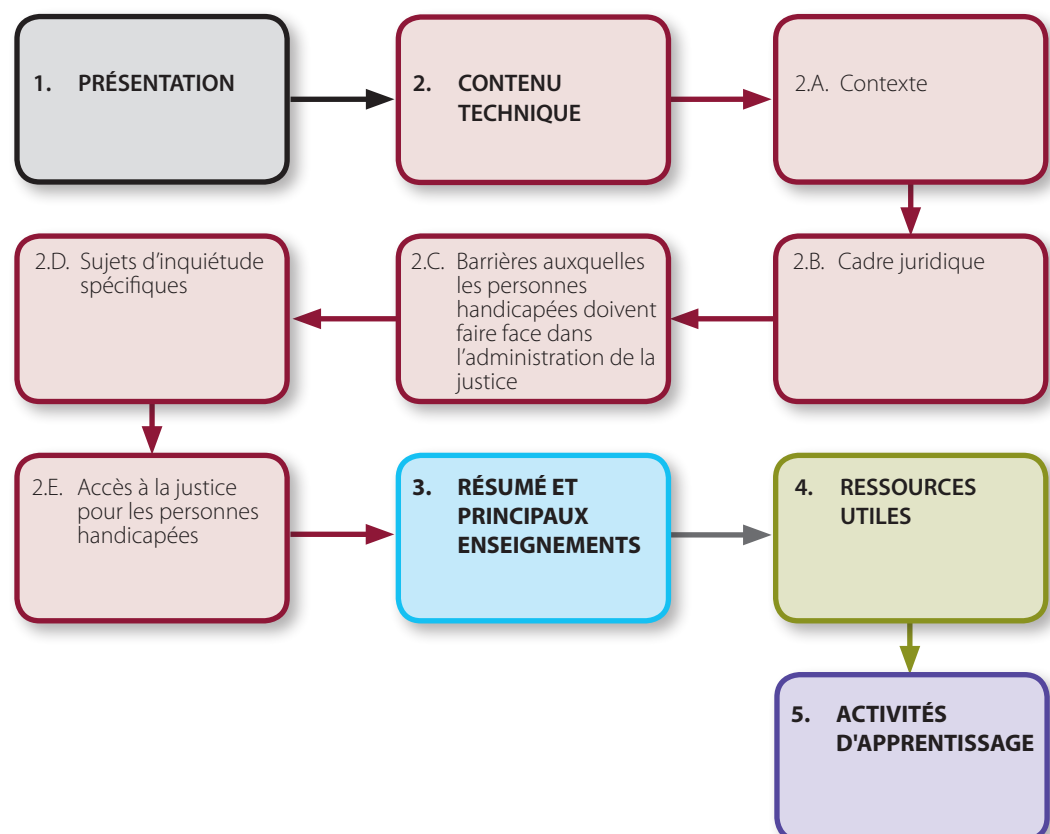 1. PRÉSENTATION
2. CONTENU
TECHNIQUE
2.A. Contexte
2.B. Cadre juridique
2.C. Barrières auxquelles
les personnes
handicapées doivent
faire face dans
l’administration de la
justice
2.D. Sujets d’inquiétude
spécifiques
2.E. Accès à la justice
pour les personnes
handicapées
3. RÉSUMÉ ET
PRINCIPAUX
ENSEIGNEMENTS
4. RESSOURCES
UTILES
5. ACTIVITÉS
D'APPRENTISSAGE